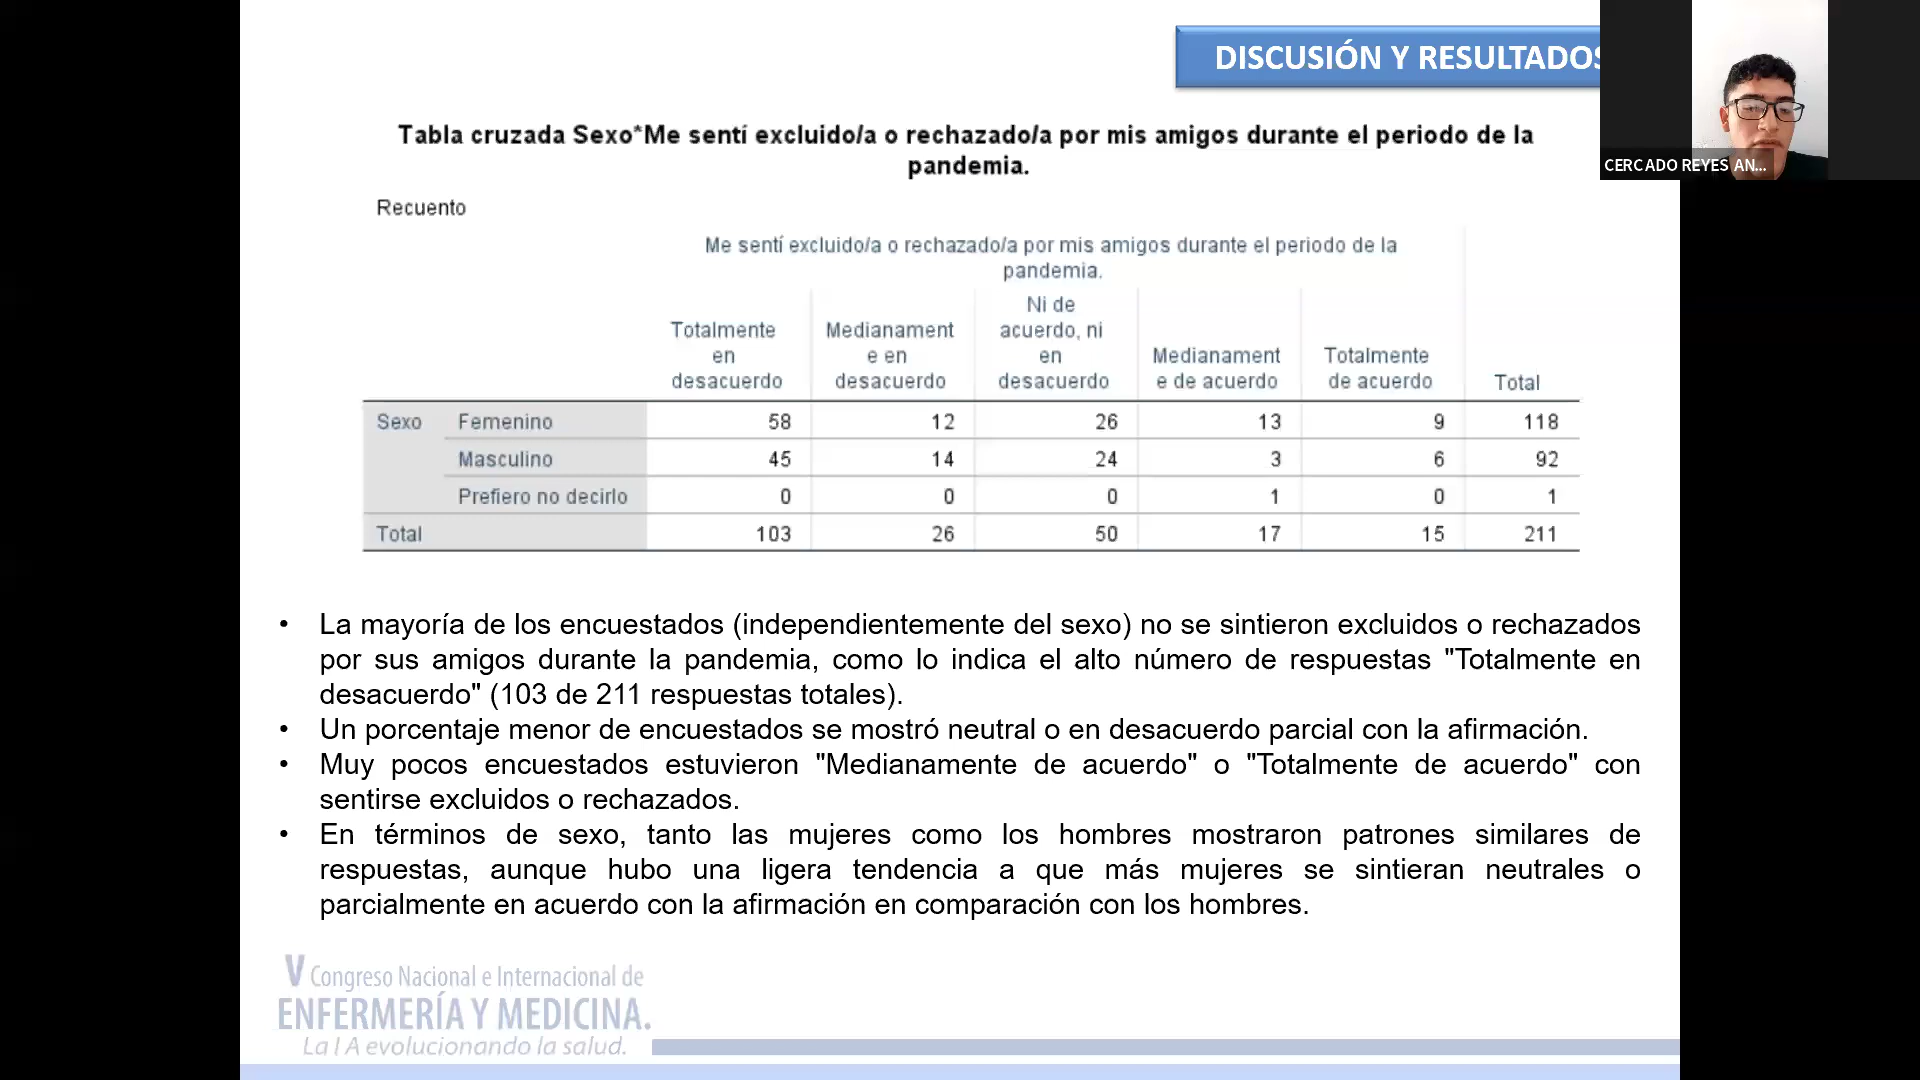 DISCUSIÓN Y RESULTADOS
CERCADO REYES AN...
Tabla cruzada Sexo*Me sentí excluido/a o rechazado/a por mis amigos durante el periodo de la
pandemia.
Recuento
Me sentí excluido/a o rechazado/a por mis amigos durante el periodo de la
pandemia.
Totalmente en desacuerdo Medianament e en desacuerdo Ni de acuerdo, ni en desacuerdo Medianament e de acuerdo Totalmente de acuerdo Total
Sexo Femenino 58 12 26 13 9 118
Masculino 45 14 24 3 6 92
Prefiero no decirlo 0 0 0 1 0 1
Total 103 26 50 17 15 211
• La mayoría de los encuestados (independientemente del sexo) no se sintieron excluidos o rechazados
por sus amigos durante la pandemia, como lo indica el alto número de respuestas "Totalmente en
desacuerdo" (103 de 211 respuestas totales).
• Un porcentaje menor de encuestados se mostró neutral o en desacuerdo parcial con la afirmación.
• Muy pocos encuestados estuvieron "Medianamente de acuerdo" o "Totalmente de acuerdo" con
sentirse excluidos o rechazados.
• En términos de sexo, tanto las mujeres como los hombres mostraron patrones similares de
respuestas, aunque hubo una ligera tendencia a que más mujeres se sintieran neutrales o
parcialmente en acuerdo con la afirmación en comparación con los hombres.
V Congreso Nacional e Internacional de
ENFERMERÍA Y MEDICINA.
La I A evolucionando la salud.